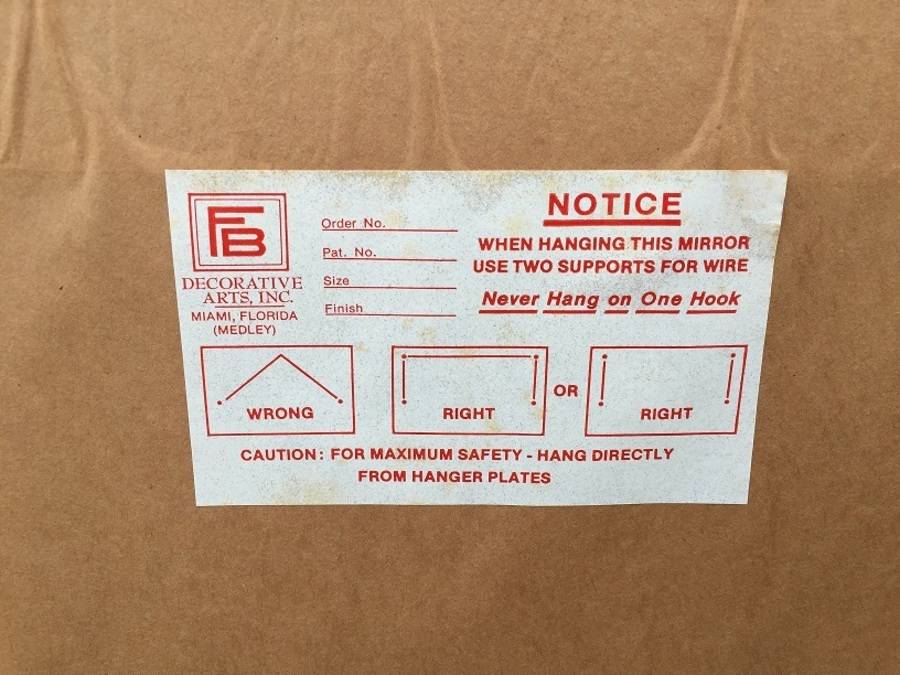 FB
DECORATIVE
ARTS, INC.
MIAMI, FLORIDA
(MEDLEY)
Order No.
Pat. No.
Size
Finish
NOTICE
WHEN HANGING THIS MIRROR
USE TWO SUPPORTS FOR WIRE
Never Hang on One Hook
WRONG
RIGHT
OR
RIGHT
CAUTION: FOR MAXIMUM SAFETY - HANG DIRECTLY
FROM HANGER PLATES